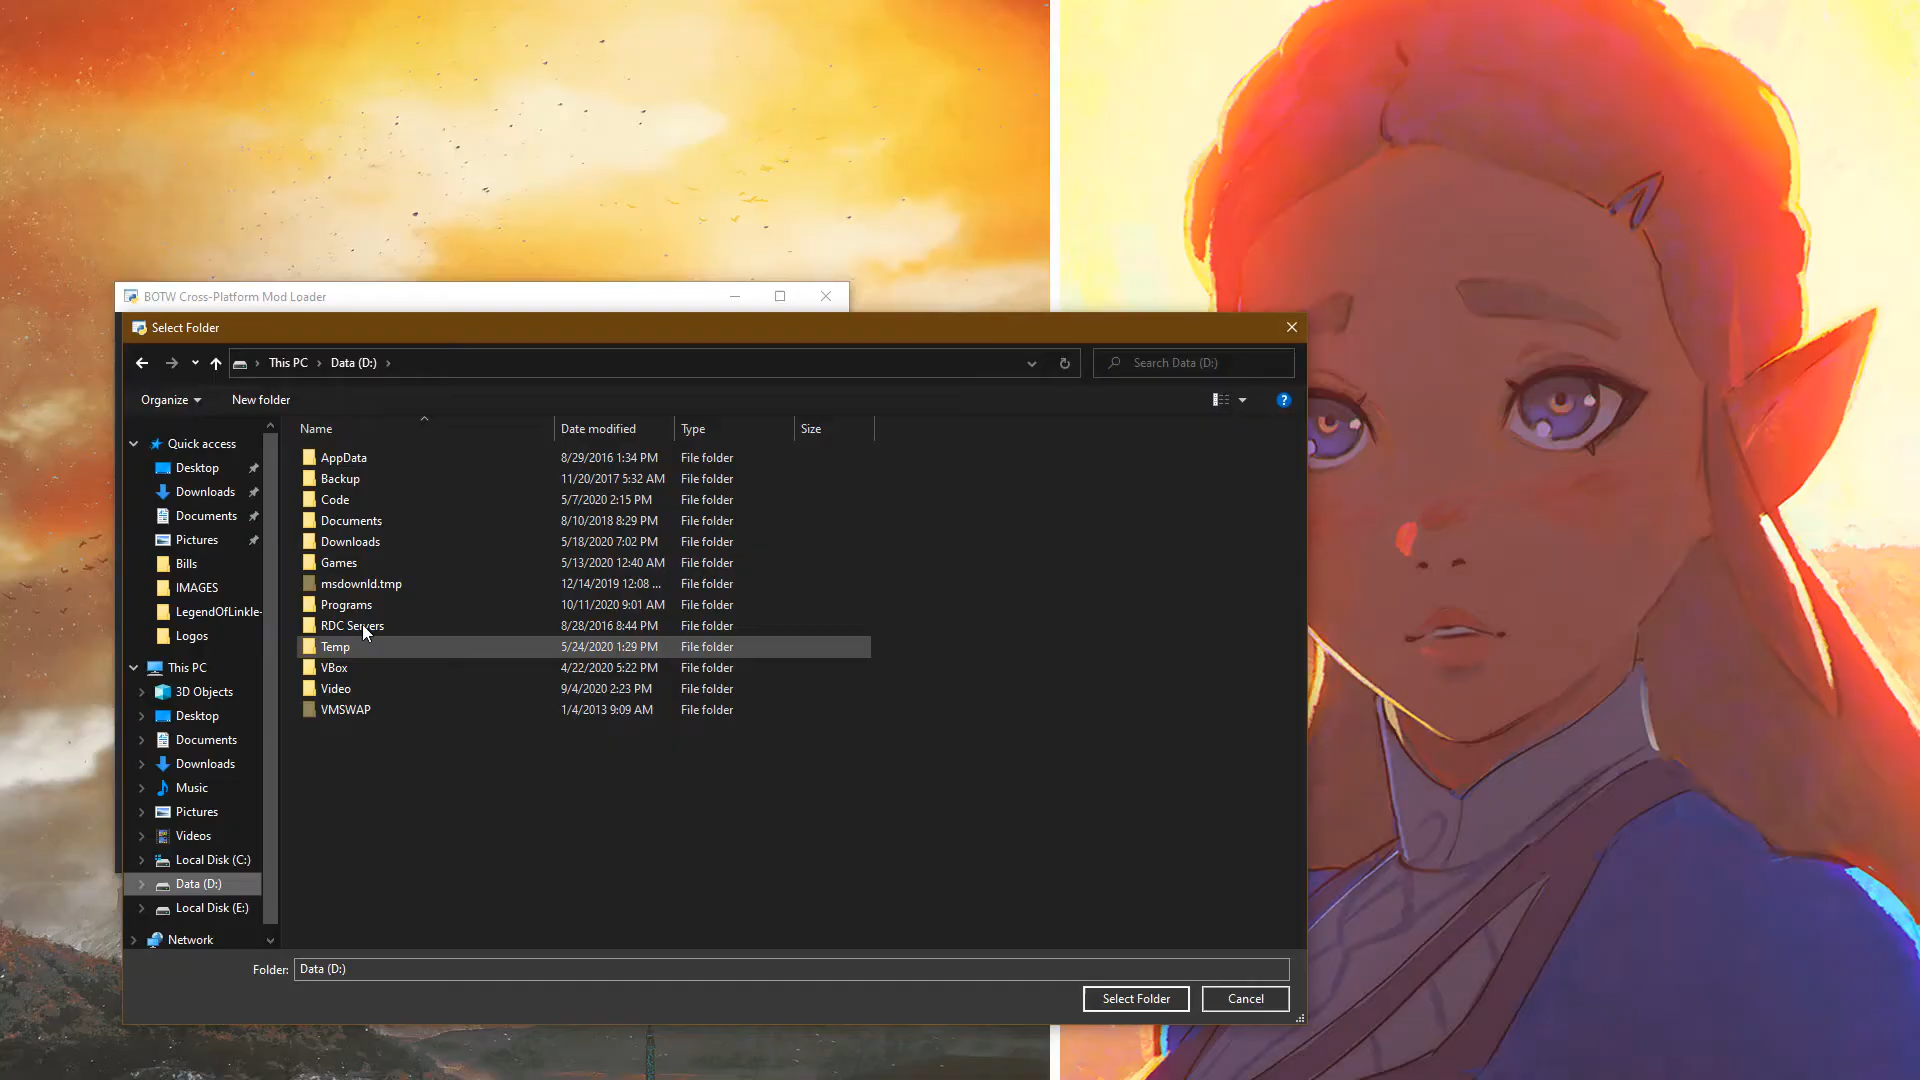 BOTW Cross-Platform Mod Loader
Select Folder
This PC
Data (D:)
Search Data (D:)
Organize
New folder
Name
Date modified
Type
Size
Quick access
Desktop
Downloads
Documents
Pictures
Bills
IMAGES
LegendOfLinkle-
Logos
This PC
3D Objects
Desktop
Documents
Downloads
Music
Pictures
Videos
Local Disk (C:)
Data (D:)
Local Disk (E:)
Network
AppData 8/29/2016 1:34 PM File folder
Backup 11/20/2017 5:32 AM File folder
Code 5/7/2020 2:15 PM File folder
Documents 8/10/2018 8:29 PM File folder
Downloads 5/18/2020 7:02 PM File folder
Games 5/13/2020 12:40 AM File folder
msdownld.tmp 12/14/2019 12:08 ... File folder
Programs 10/11/2020 9:01 AM File folder
RDC Servers 8/28/2016 8:44 PM File folder
Temp 5/24/2020 1:29 PM File folder
VBox 4/22/2020 5:22 PM File folder
Video 9/4/2020 2:23 PM File folder
VMSWAP 1/4/2013 9:09 AM File folder
Folder: Data (D:)
Select Folder
Cancel